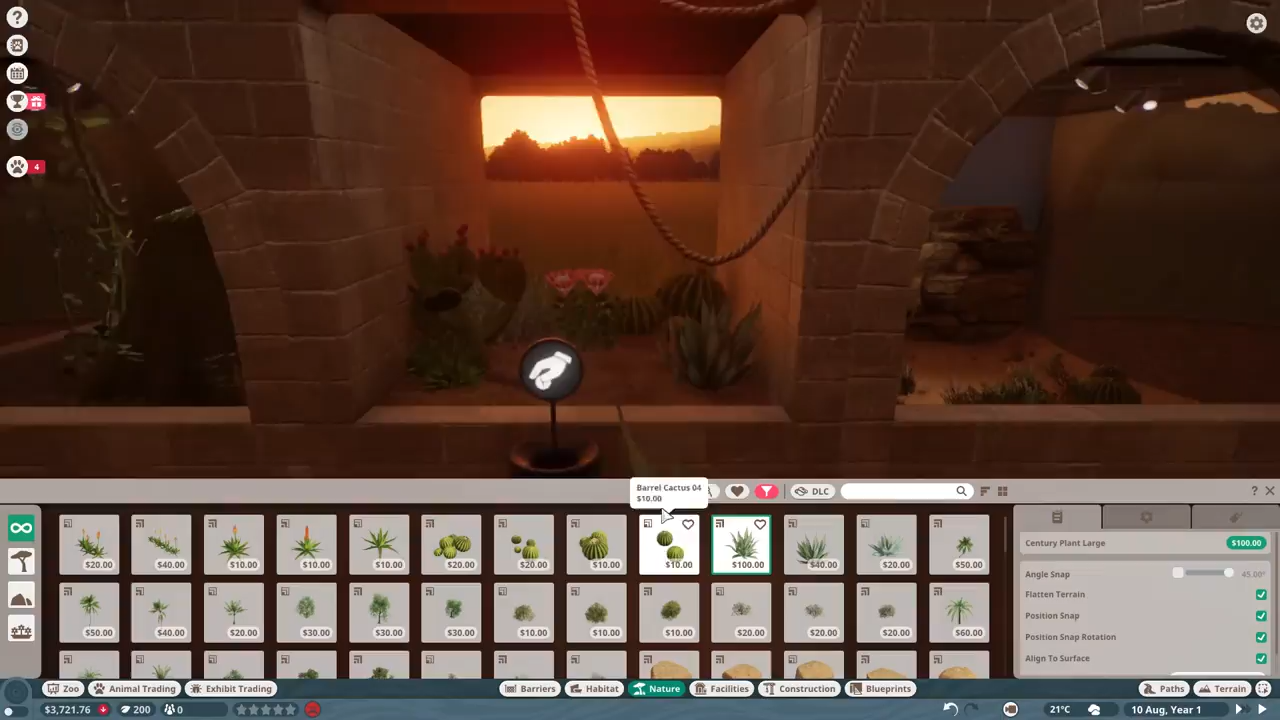 4
Barrel Cactus 04
$10.00
DLC
?
$20.00
$40.00
$10.00
$10.00
$10.00
$20.00
$20.00
$10.00
$10.00
$100.00
$40.00
$20.00
$50.00
$50.00
$40.00
$20.00
$30.00
$30.00
$30.00
$10.00
$10.00
$10.00
$20.00
$20.00
$20.00
$60.00
Century Plant Large
$100.00
Angle Snap
45.00°
Flatten Terrain
Position Snap
Position Snap Rotation
Align To Surface
Zoo
Animal Trading
Exhibit Trading
Barriers
Habitat
Nature
Facilities
Construction
Blueprints
Paths
Terrain
$3,721.76
200
0
21°C
10 Aug, Year 1